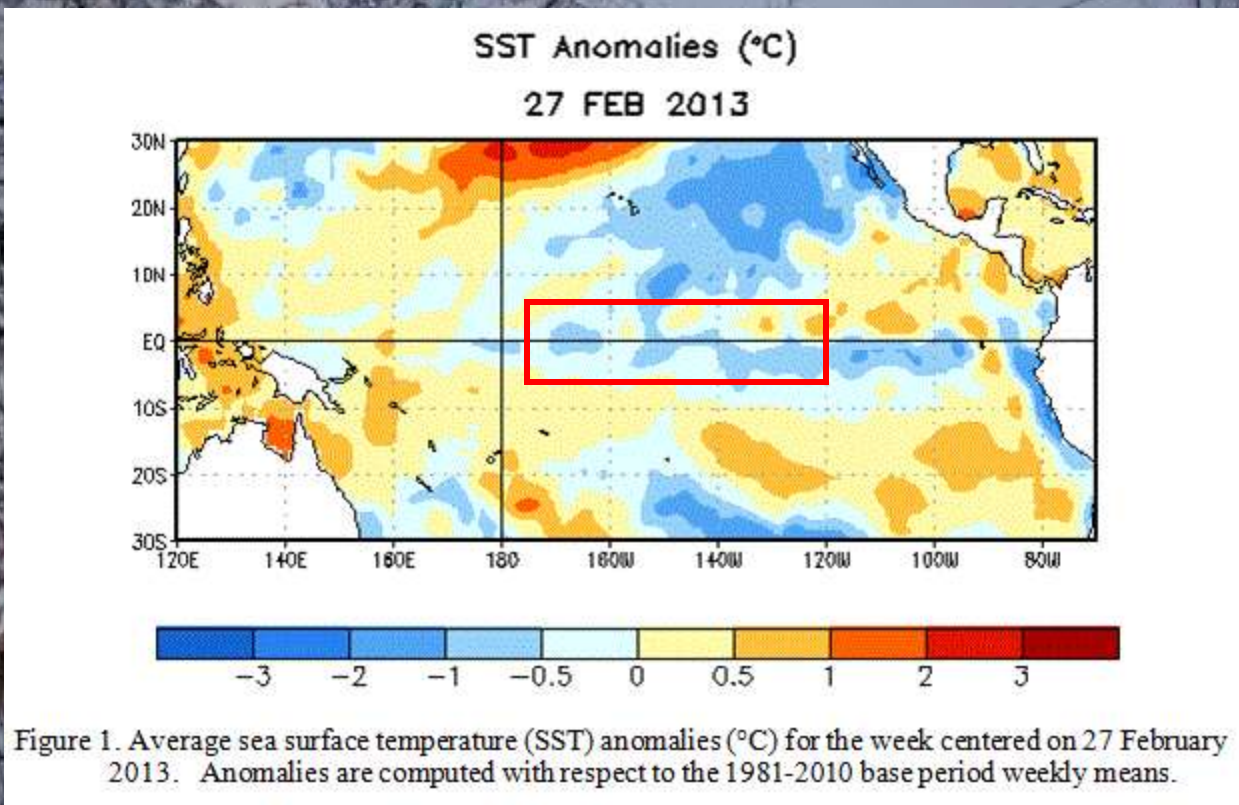 SST Anomalies (°C)
27 FEB 2013
30N
20N
10N
EQ
10S
20S
30S
120E 140E 160E 180 160W 140W 120W 100W 80W
-3 -2 -1 -0.5 0 0.5 1 2 3
Figure 1. Average sea surface temperature (SST) anomalies (°C) for the week centered on 27 February
2013. Anomalies are computed with respect to the 1981-2010 base period weekly means.